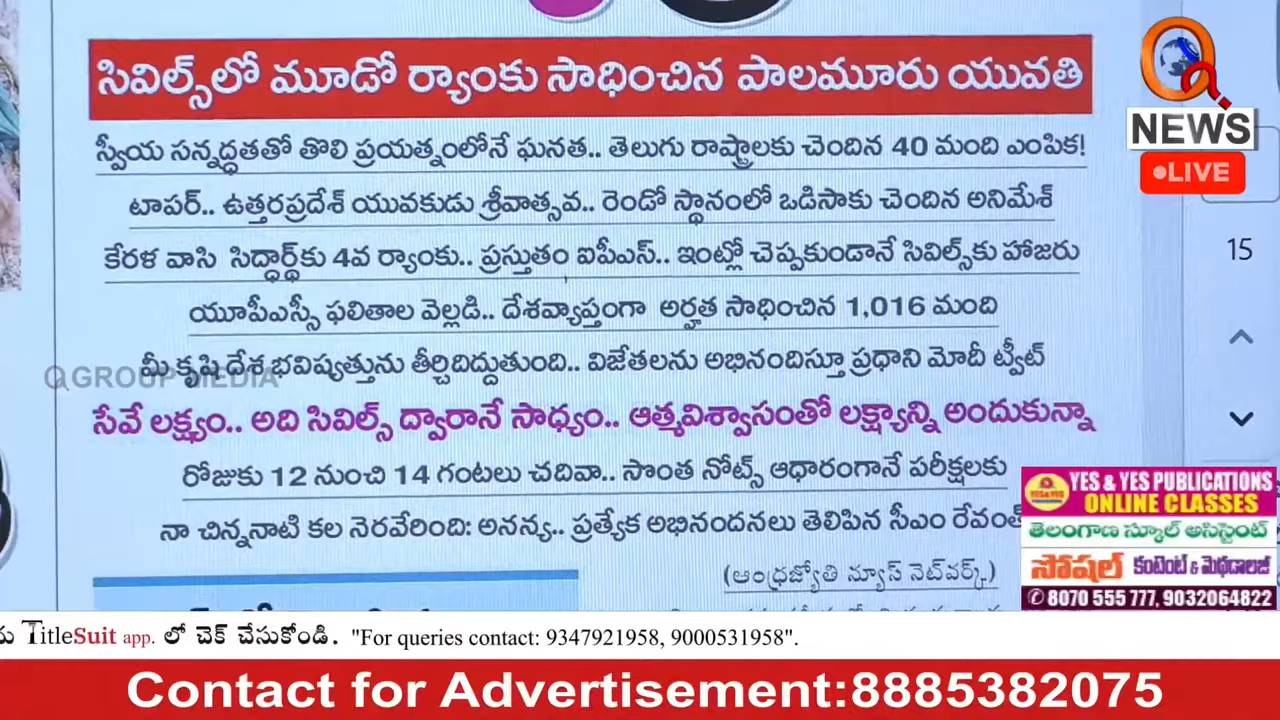 సివిల్స్‌లో మూడో ర్యాంకు సాధించిన పాలమూరు యువతి
స్వీయ సన్నద్ధతతో తొలి ప్రయత్నంలోనే ఘనత.. తెలుగు రాష్ట్రాలకు చెందిన 40 మంది ఎంపిక!
టాపర్.. ఉత్తరప్రదేశ్ యువకుడు శ్రీవాత్సవ.. రెండో స్థానంలో ఒడిసాకు చెందిన అనిమేశ్
కేరళ వాసి సిద్ధార్థ్‌కు 4వ ర్యాంకు.. ప్రస్తుతం ఐపీఎస్.. ఇంట్లో చెప్పకుండానే సివిల్స్‌కు హాజరు
యూపీఎస్సీ ఫలితాల వెల్లడి.. దేశవ్యాప్తంగా అర్హత సాధించిన 1,016 మంది
మీ కృషి దేశ భవిష్యత్తును తీర్చిదిద్దుతుంది.. విజేతలను అభినందిస్తూ ప్రధాని మోదీ ట్వీట్
సేవే లక్ష్యం.. అది సివిల్స్ ద్వారానే సాధ్యం.. ఆత్మవిశ్వాసంతో లక్ష్యాన్ని అందుకున్నా
రోజుకు 12 నుంచి 14 గంటలు చదివా.. సొంత నోట్స్ ఆధారంగానే పరీక్షలకు
నా చిన్ననాటి కల నెరవేరింది: అనన్య.. ప్రత్యేక అభినందనలు తెలిపిన సీఎం రేవంత్
(ఆంధ్రజ్యోతి న్యూస్ నెట్‌వర్క్)
Q GROUP MEDIA
Q
NEWS
LIVE
15
YES & YES PUBLICATIONS
ONLINE CLASSES
తెలంగాణ స్కూల్ అసిస్టెంట్
సోషల్ కంటెంట్ & మెథడాలజీ
8070 555 777, 9032064822
TitleSuit app. లో చెక్ చేసుకోండి. "For queries contact: 9347921958, 9000531958".
Contact for Advertisement:8885382075